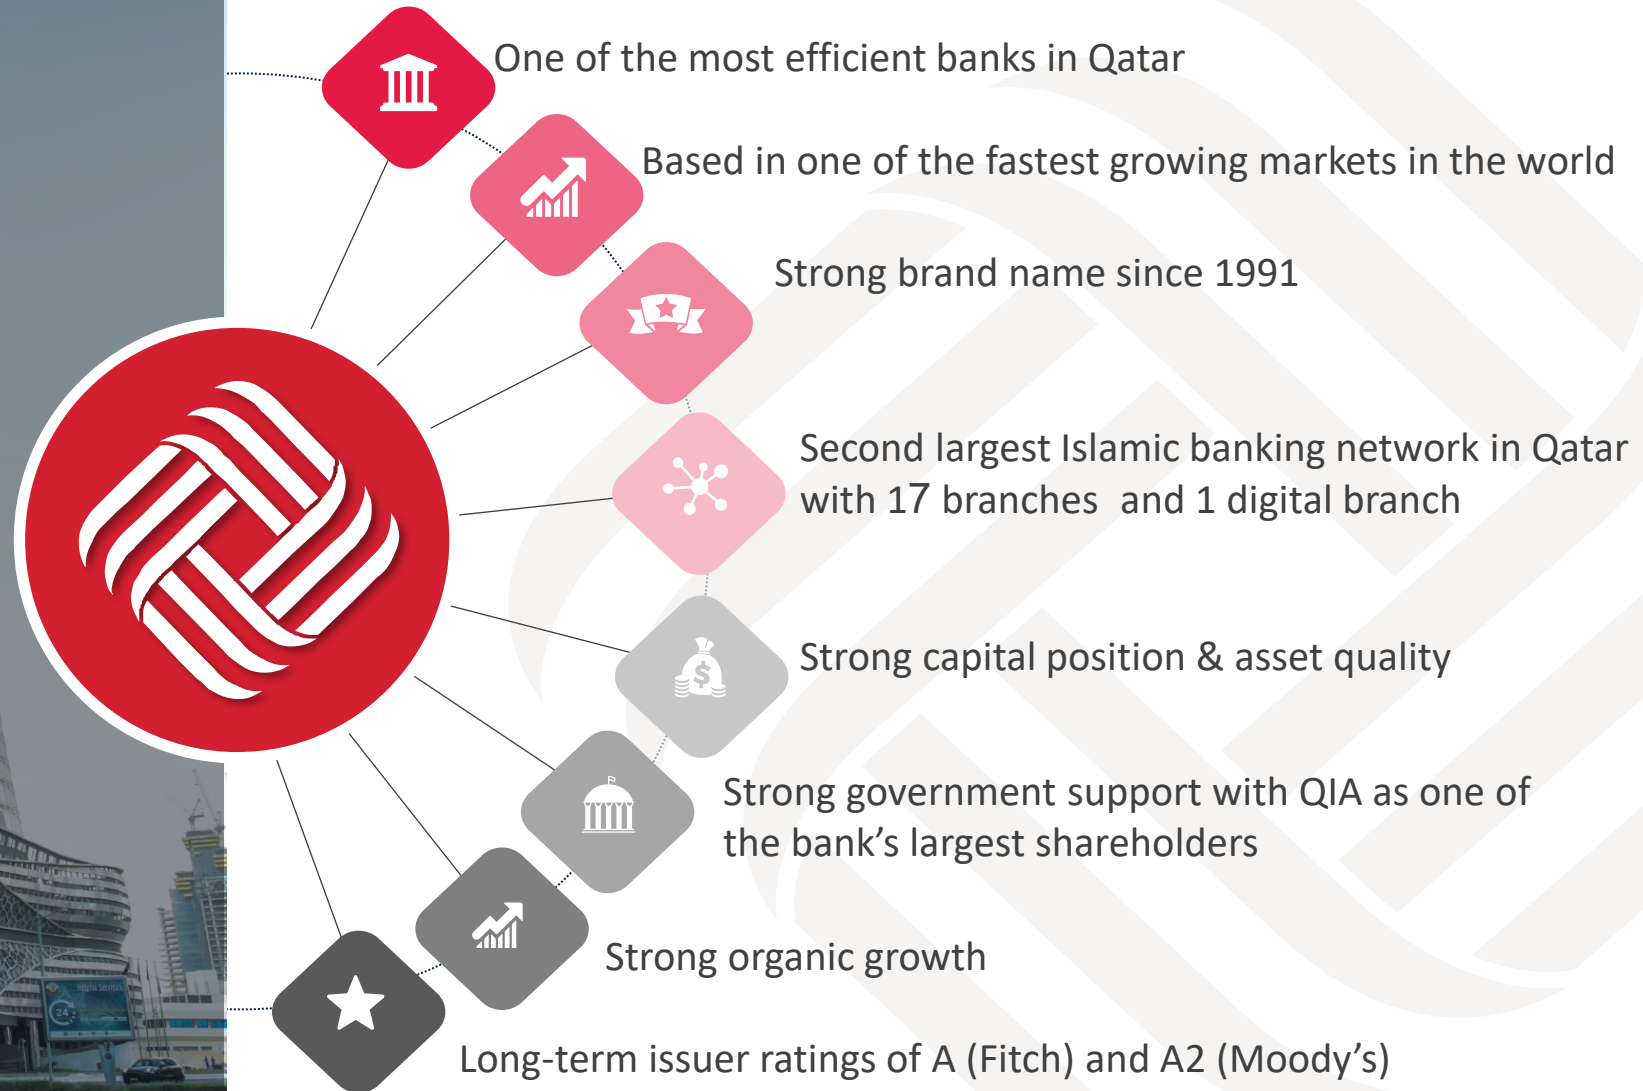 One of the most efficient banks in Qatar
Based in one of the fastest growing markets in the world
Strong brand name since 1991
Second largest Islamic banking network in Qatar
with 17 branches and 1 digital branch
Strong capital position & asset quality
$
Strong government support with QIA as one of
the bank's largest shareholders
Strong organic growth
24
Long-term issuer ratings of A (Fitch) and A2 (Moody's)